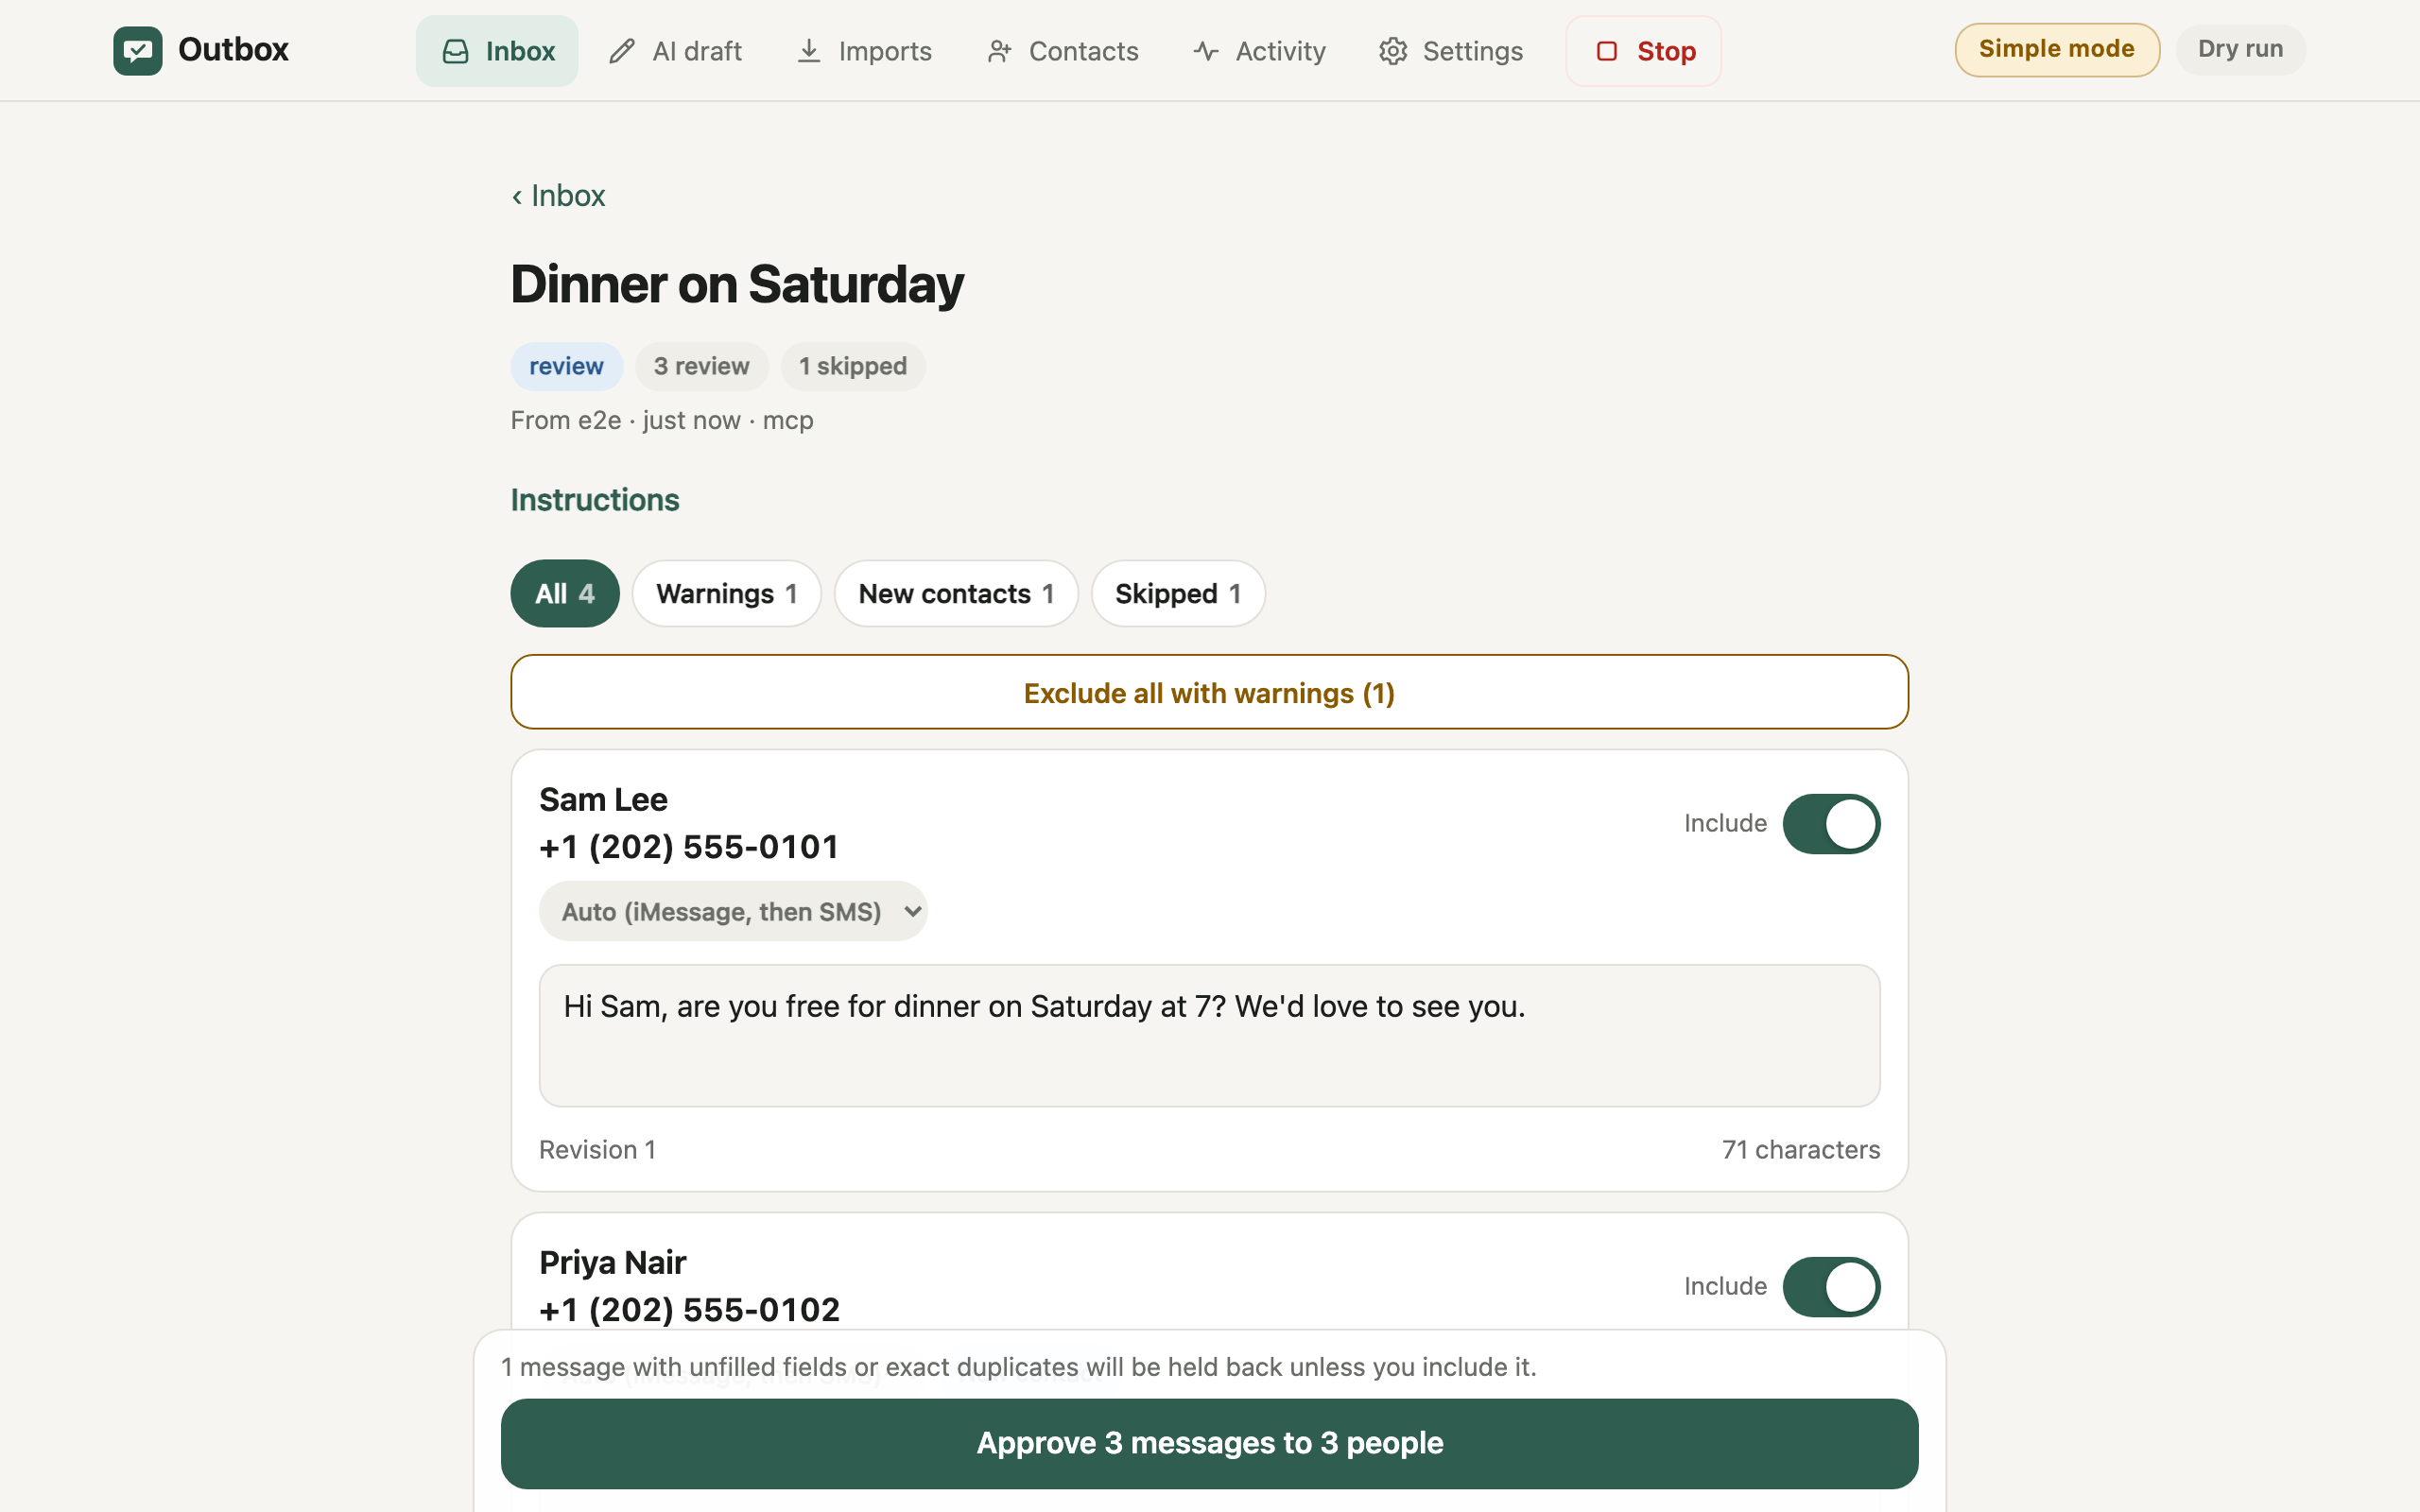 Outbox
Inbox
AI draft
Imports
Contacts
Activity
Settings
Stop
Simple mode
Dry run
‹ Inbox
Dinner on Saturday
review
3 review
1 skipped
From e2e · just now · mcp
Instructions
All 4
Warnings 1
New contacts 1
Skipped 1
Exclude all with warnings (1)
Sam Lee
Include
+1 (202) 555-0101
Auto (iMessage, then SMS)
Hi Sam, are you free for dinner on Saturday at 7? We'd love to see you.
Revision 1
71 characters
Priya Nair
Include
+1 (202) 555-0102
1 message with unfilled fields or exact duplicates will be held back unless you include it.
Approve 3 messages to 3 people